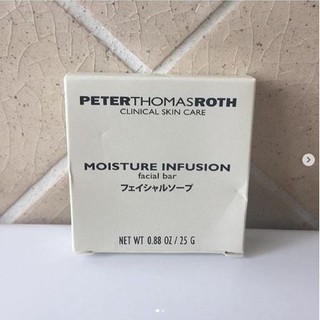 PETERTHOMASROTH
CLINICAL SKIN CARE
MOISTURE INFUSION
facial bar
フェイシャルソープ
NET WT 0.88 OZ / 25 G